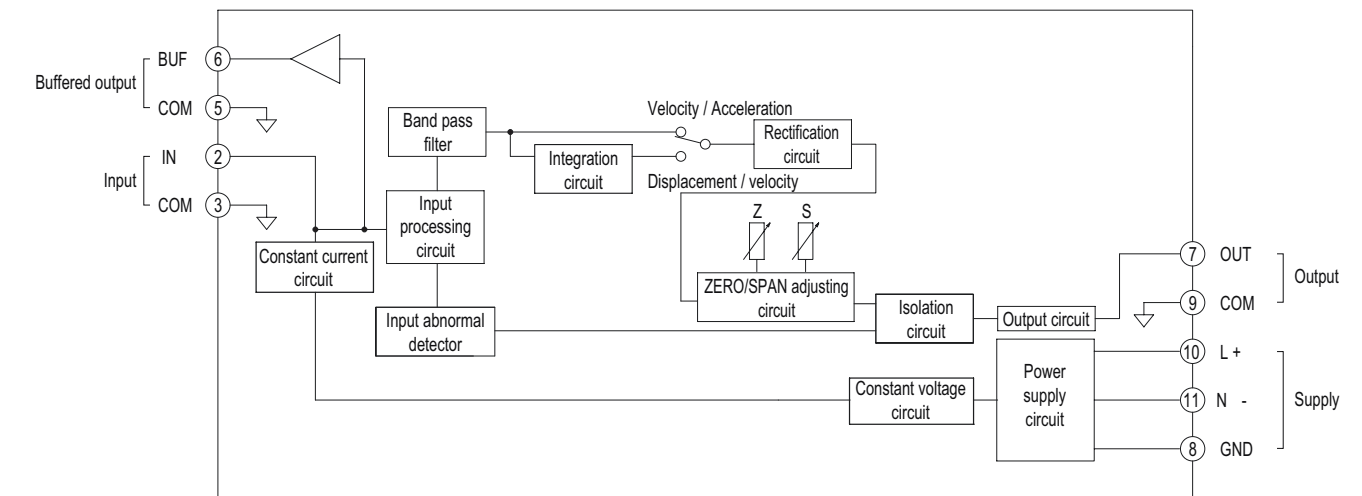 BUF
6
Buffered output
COM
5
IN
2
Input
COM
3
Band pass
filter
Velocity / Acceleration
Integration
circuit
Rectification
circuit
Displacement / velocity
Input
processing
circuit
Constant current
circuit
Z
S
ZERO/SPAN adjusting
circuit
Input abnormal
detector
Isolation
circuit
Output circuit
7
OUT
9
COM
Output
Constant voltage
circuit
Power
supply
circuit
10
L +
11
N -
8
GND
Supply